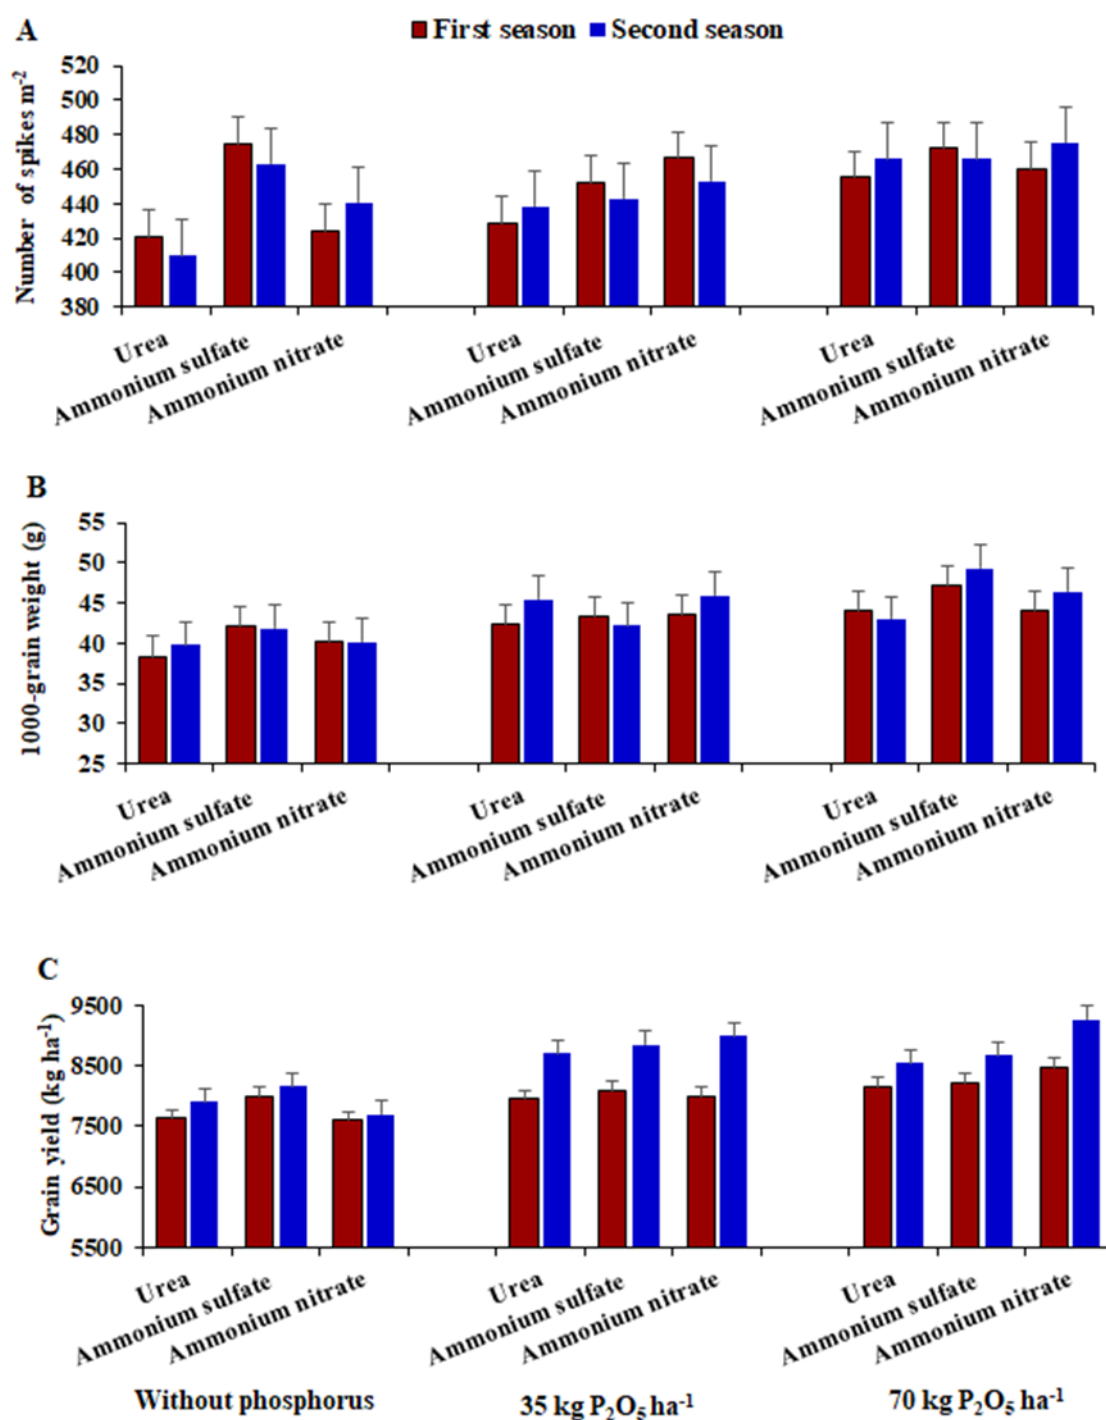 A
First season Second season
Number of spikes m-2
520
500
480
460
440
420
400
380
Urea Ammonium sulfate Ammonium nitrate Urea Ammonium sulfate Ammonium nitrate Urea Ammonium sulfate Ammonium nitrate
B
1000-grain weight (g)
55
50
45
40
35
30
25
Urea Ammonium sulfate Ammonium nitrate Urea Ammonium sulfate Ammonium nitrate Urea Ammonium sulfate Ammonium nitrate
C
Grain yield (kg ha-1)
9500
8500
7500
6500
5500
Urea Ammonium sulfate Ammonium nitrate Urea Ammonium sulfate Ammonium nitrate Urea Ammonium sulfate Ammonium nitrate
Without phosphorus 35 kg P2O5 ha-1 70 kg P2O5 ha-1